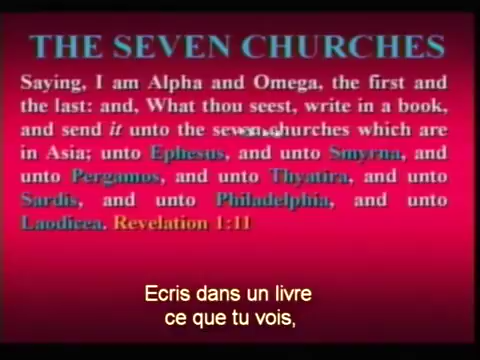 THE SEVEN CHURCHES
Saying, I am Alpha and Omega, the first and
the last: and, What thou seest, write in a book,
and send it unto the seven churches which are
in Asia; unto Ephesus, and unto Smyrna, and
unto Pergamos, and unto Thyatira, and unto
Sardis, and unto Philadelphia, and unto
Laodicea. Revelation 1:11
Ecris dans un livre
ce que tu vois,